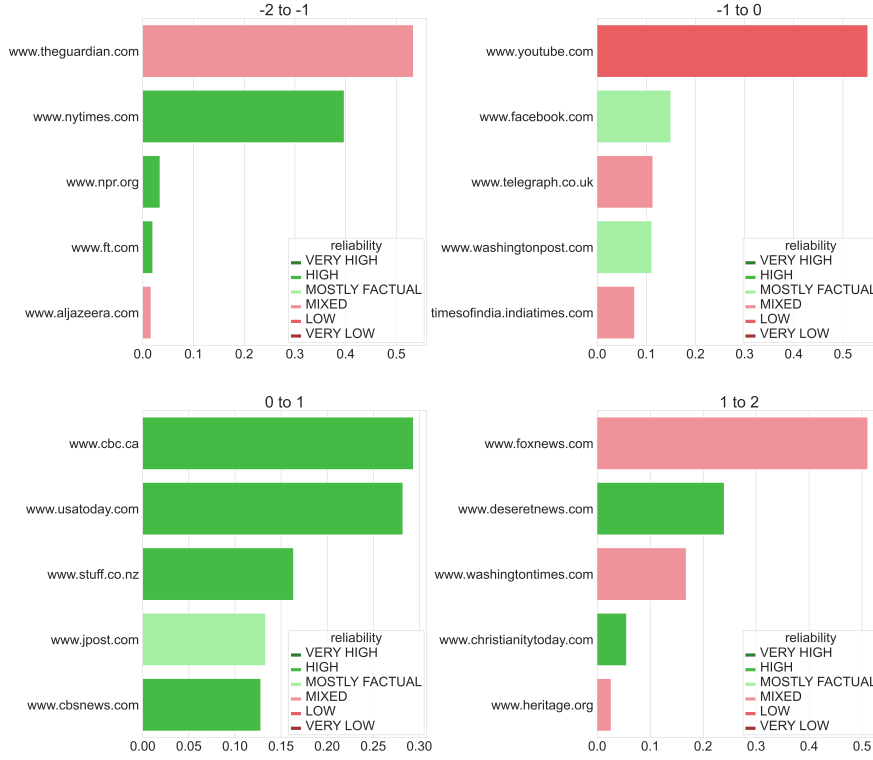 -2 to -1
www.theguardian.com
www.nytimes.com
www.npr.org
www.ft.com
www.aljazeera.com
reliability
VERY HIGH
HIGH
MOSTLY FACTUAL
MIXED
LOW
VERY LOW
0.0 0.1 0.2 0.3 0.4 0.5
-1 to 0
www.youtube.com
www.facebook.com
www.telegraph.co.uk
www.washingtonpost.com
timesofindia.indiatimes.com
reliability
VERY HIGH
HIGH
MOSTLY FACTUAL
MIXED
LOW
VERY LOW
0.0 0.1 0.2 0.3 0.4 0.5
0 to 1
www.cbc.ca
www.usatoday.com
www.stuff.co.nz
www.jpost.com
www.cbsnews.com
reliability
VERY HIGH
HIGH
MOSTLY FACTUAL
MIXED
LOW
VERY LOW
0.00 0.05 0.10 0.15 0.20 0.25 0.30
1 to 2
www.foxnews.com
www.deseretnews.com
www.washingtontimes.com
www.christianitytoday.com
www.heritage.org
reliability
VERY HIGH
HIGH
MOSTLY FACTUAL
MIXED
LOW
VERY LOW
0.0 0.1 0.2 0.3 0.4 0.5